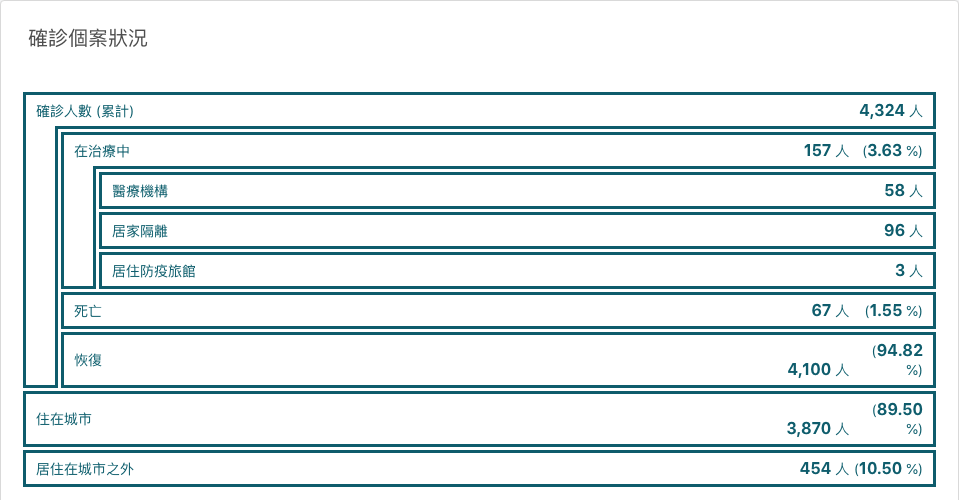 確診個案狀況
確診人數 (累計) 4,324 人
在治療中 157 人 (3.63 %)
醫療機構 58 人
居家隔離 96 人
居住防疫旅館 3 人
死亡 67 人 (1.55 %)
恢復 4,100 人 (94.82 %)
住在城市 3,870 人 (89.50 %)
居住在城市之外 454 人 (10.50 %)